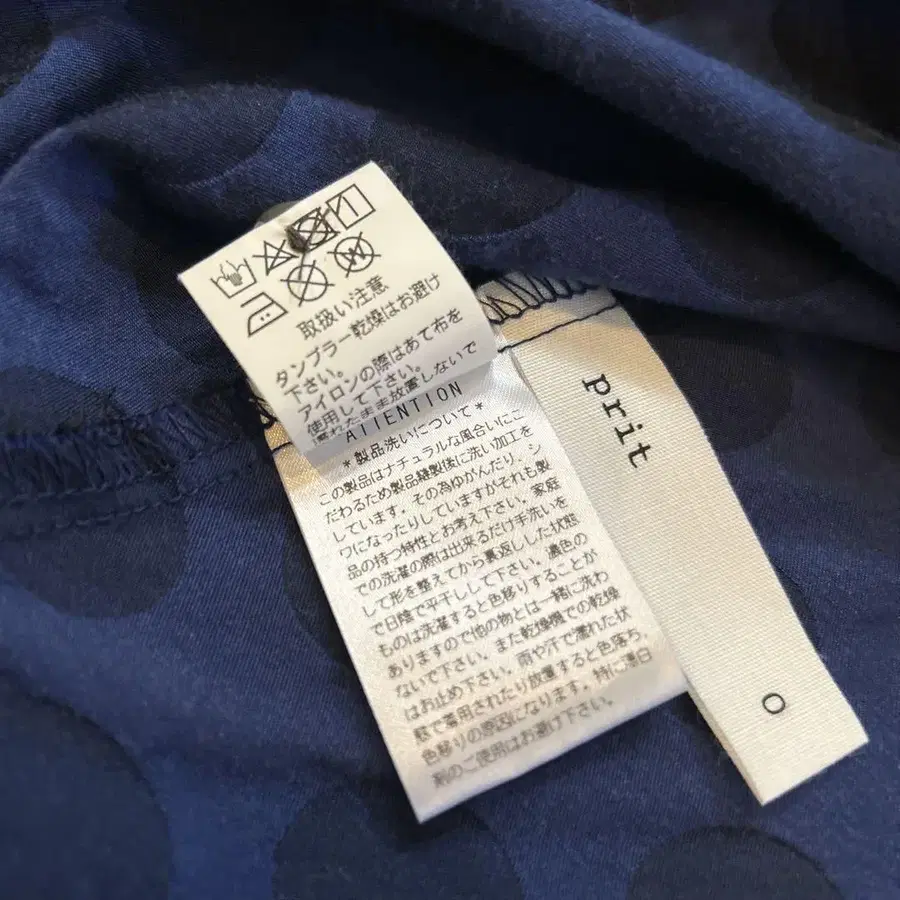 取扱い注意
タンブラー乾燥はお避け
下さい。
アイロンの際はあて布を
使用して下さい。
濡れたまま放置しないで
ATTENTION
*製品洗いについて*
この製品はナチュラルな風合いにこ
だわるため製品縫製後に洗い加工を
しています。その為ゆがんだり、シ
ワになったりしていますがそれも製
品の持つ特性とお考え下さい。家庭
での洗濯の際は出来るだけ手洗いを
して形を整えてから裏返しした状態
で日陰で平干しして下さい。濃色の
ものは洗濯すると色移りすることが
ありますので他の物とは一緒に洗わ
ないで下さい。また乾燥機での乾燥
はお止め下さい。雨や汗で濡れた状
態で着用されたり放置すると色落ち、
色移りの原因になります。特に漂白
剤のご使用はお避け下さい。
prit
0